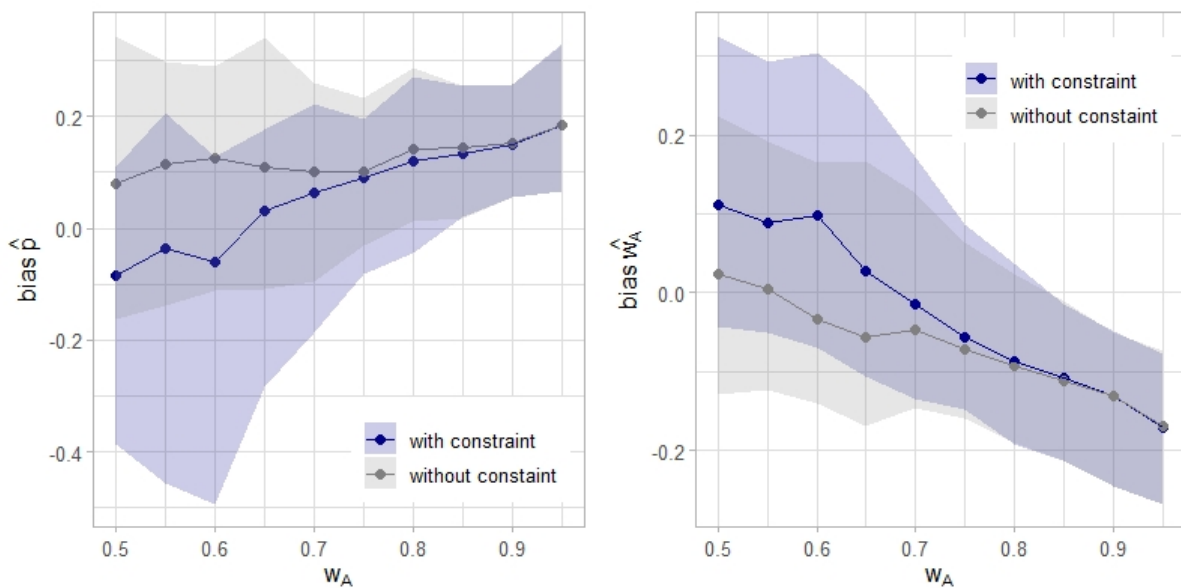 bias p̂
0.2
0.0
-0.2
-0.4
with constraint
without constaint
0.5 0.6 0.7 0.8 0.9
w_A
bias ŵ_A
0.2
0.0
-0.2
with constraint
without constaint
0.5 0.6 0.7 0.8 0.9
w_A